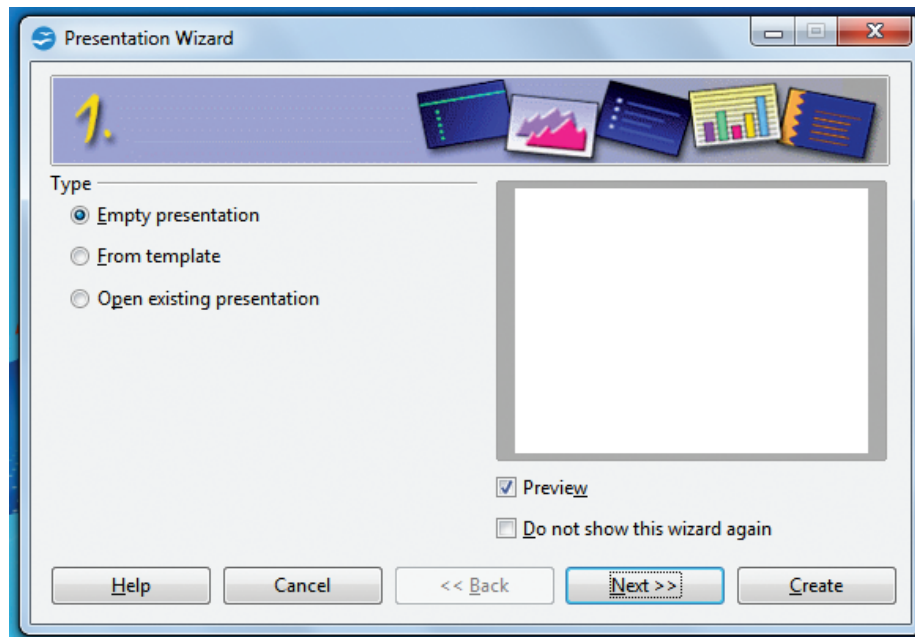 Presentation Wizard
1.
Type
Empty presentation
From template
Open existing presentation
Preview
Do not show this wizard again
Help
Cancel
<< Back
Next >>
Create